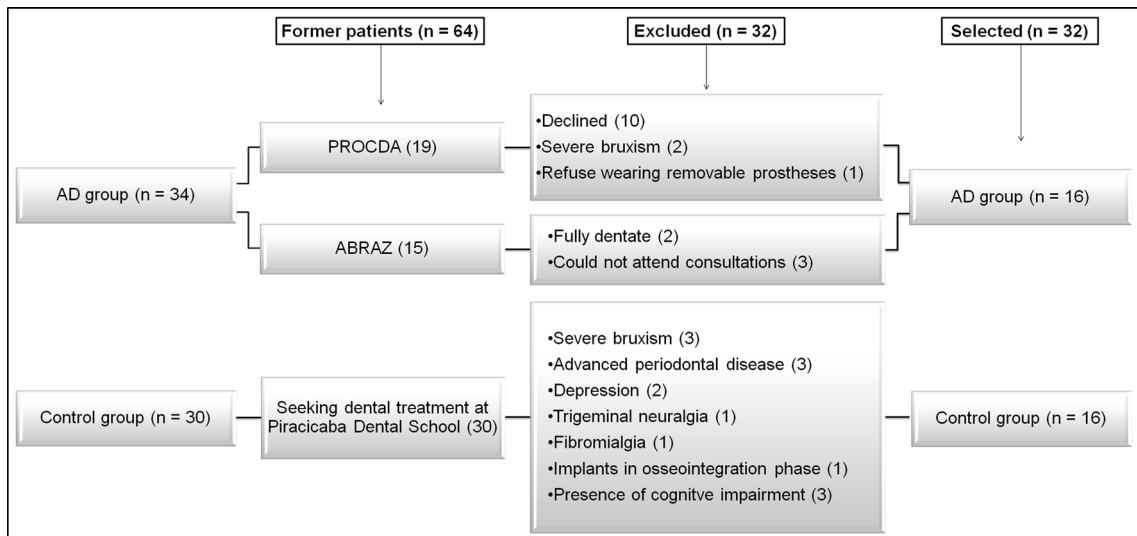 Former patients (n = 64)
Excluded (n = 32)
Selected (n = 32)
AD group (n = 34)
PROCDA (19)
•Declined (10)
•Severe bruxism (2)
•Refuse wearing removable prostheses (1)
ABRAZ (15)
•Fully dentate (2)
•Could not attend consultations (3)
AD group (n = 16)
Control group (n = 30)
Seeking dental treatment at
Piracicaba Dental School (30)
•Severe bruxism (3)
•Advanced periodontal disease (3)
•Depression (2)
•Trigeminal neuralgia (1)
•Fibromialgia (1)
•Implants in osseointegration phase (1)
•Presence of cognitve impairment (3)
Control group (n = 16)